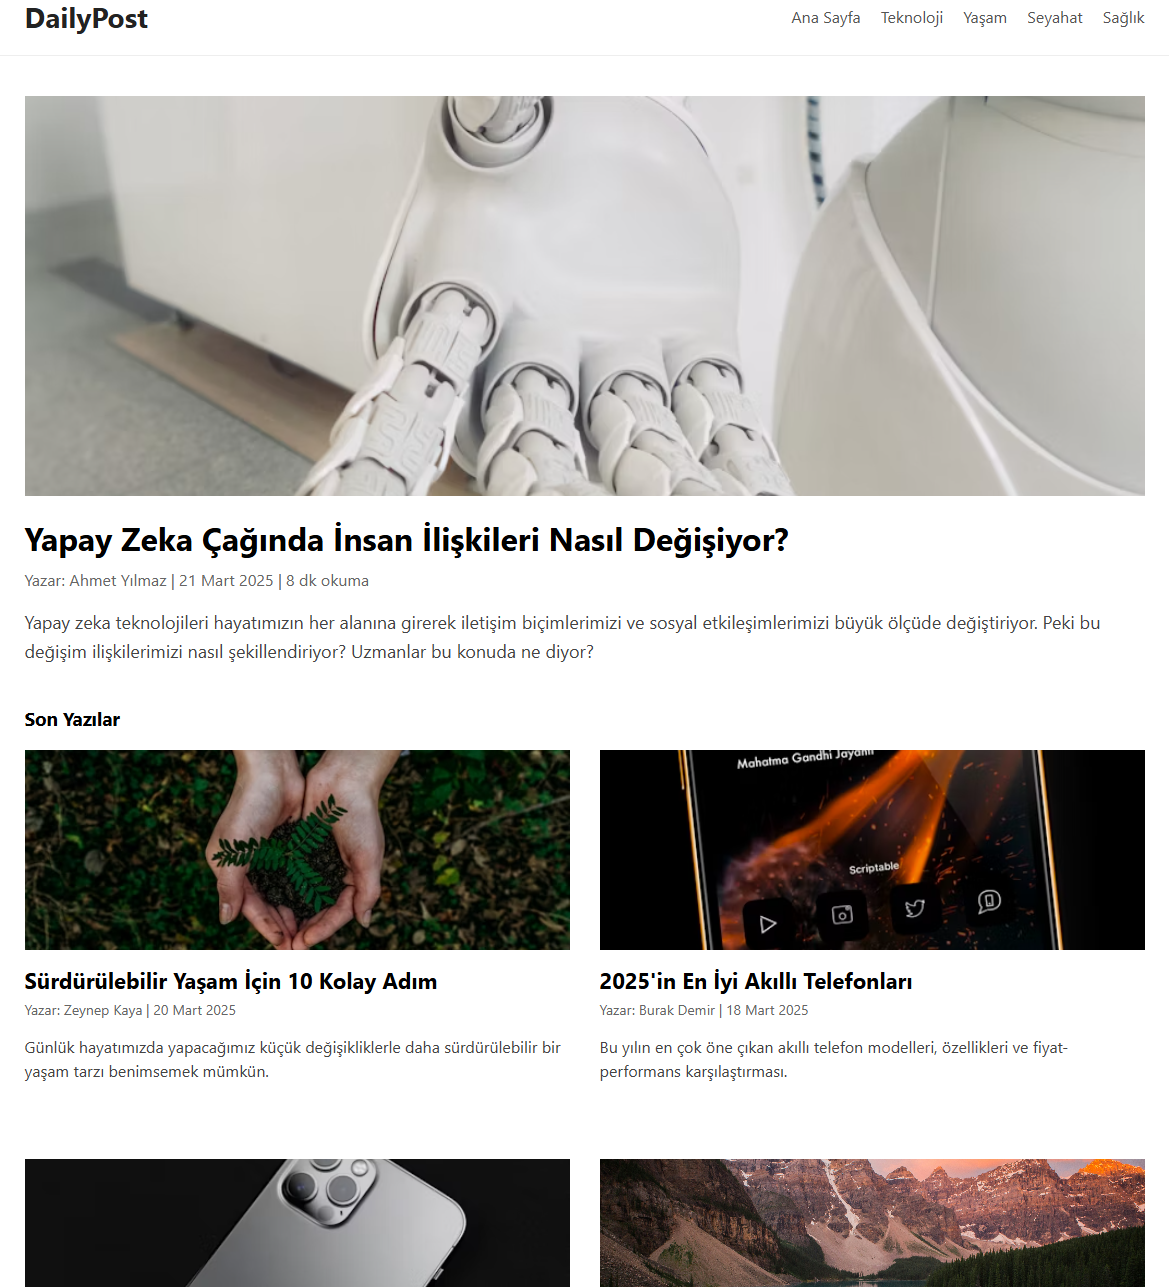 DailyPost
Ana Sayfa Teknoloji Yaşam Seyahat Sağlık
Yapay Zeka Çağında İnsan İlişkileri Nasıl Değişiyor?
Yazar: Ahmet Yılmaz | 21 Mart 2025 | 8 dk okuma
Yapay zeka teknolojileri hayatımızın her alanına girerek iletişim biçimlerimizi ve sosyal etkileşimlerimizi büyük ölçüde değiştiriyor. Peki bu
değişim ilişkilerimizi nasıl şekillendiriyor? Uzmanlar bu konuda ne diyor?
Son Yazılar
Mahatma Gandhi Jayanti
Scriptable
Sürdürülebilir Yaşam İçin 10 Kolay Adım
Yazar: Zeynep Kaya | 20 Mart 2025
Günlük hayatımızda yapacağımız küçük değişikliklerle daha sürdürülebilir bir
yaşam tarzı benimsemek mümkün.
2025'in En İyi Akıllı Telefonları
Yazar: Burak Demir | 18 Mart 2025
Bu yılın en çok öne çıkan akıllı telefon modelleri, özellikleri ve fiyat-
performans karşılaştırması.